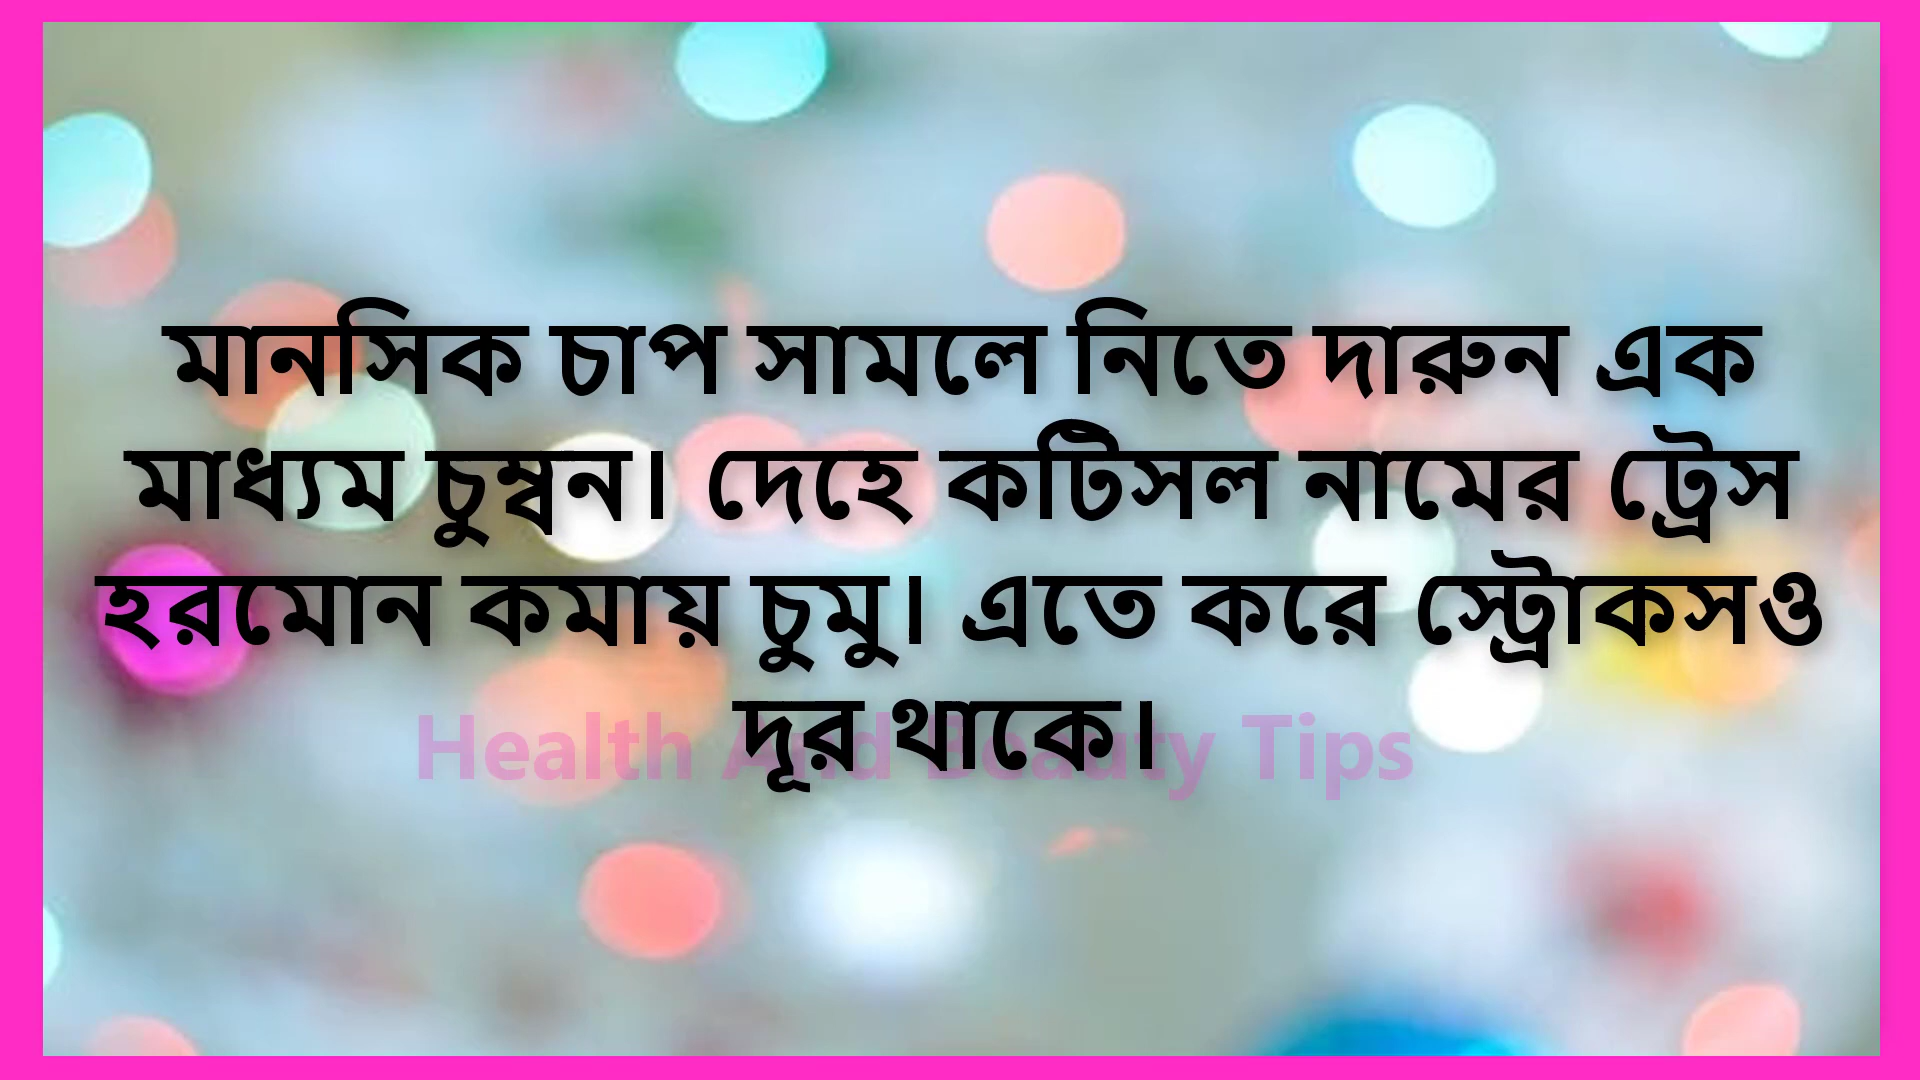 মানসিক চাপ সামলে নিতে দারুন এক
মাধ্যম চুম্বন। দেহে কটিসল নামের ট্রেস
হরমোন কমায় চুমু। এতে করে স্ট্রোকসও
দূর থাকে।
Health And Beauty Tips